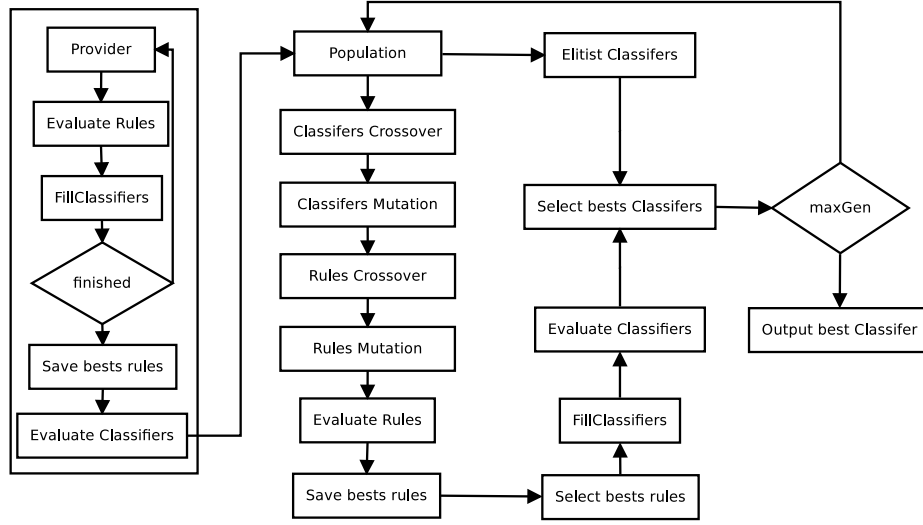 Provider
Evaluate Rules
FillClassifiers
finished
Save bests rules
Evaluate Classifiers
Population
Classifers Crossover
Classifers Mutation
Rules Crossover
Rules Mutation
Evaluate Rules
Save bests rules
Select bests rules
FillClassifiers
Evaluate Classifiers
Elitist Classifers
Select bests Classifers
maxGen
Output best Classifer